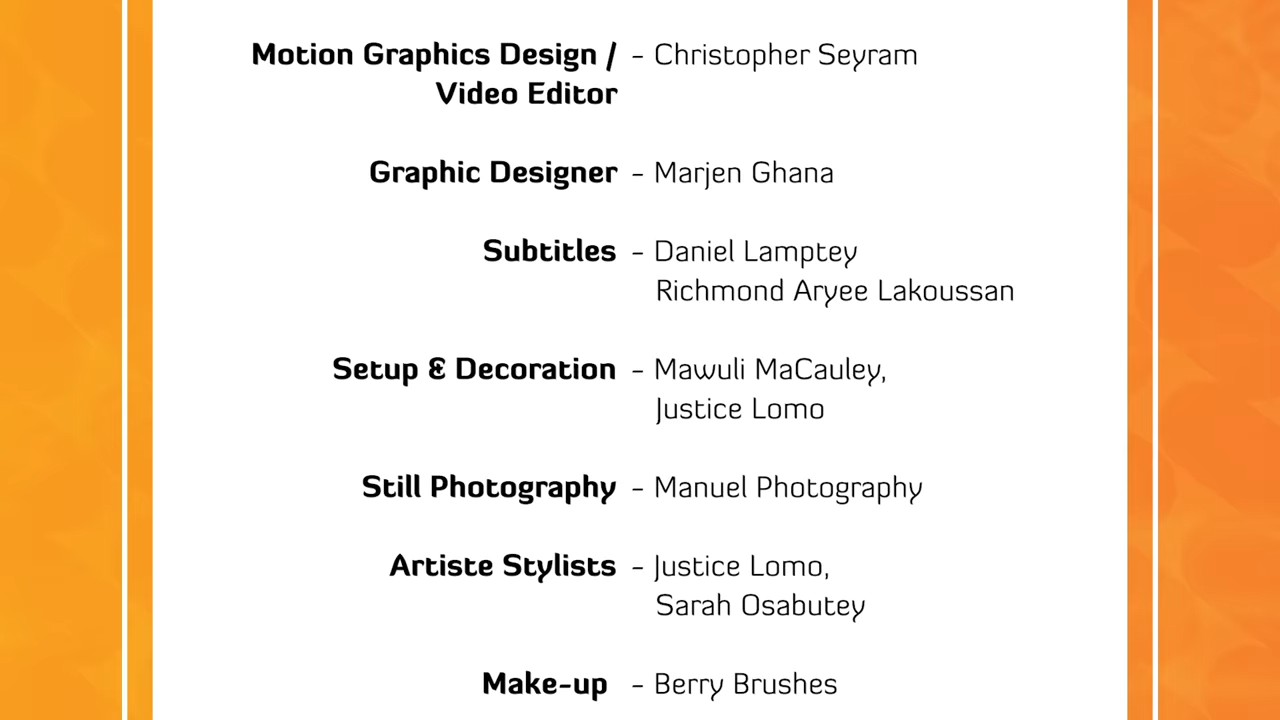 Motion Graphics Design / - Christopher Seyram
Video Editor
Graphic Designer - Marjen Ghana
Subtitles - Daniel Lamptey
Richmond Aryee Lakoussan
Setup & Decoration - Mawuli MaCauley,
Justice Lomo
Still Photography - Manuel Photography
Artiste Stylists - Justice Lomo,
Sarah Osabutey
Make-up - Berry Brushes